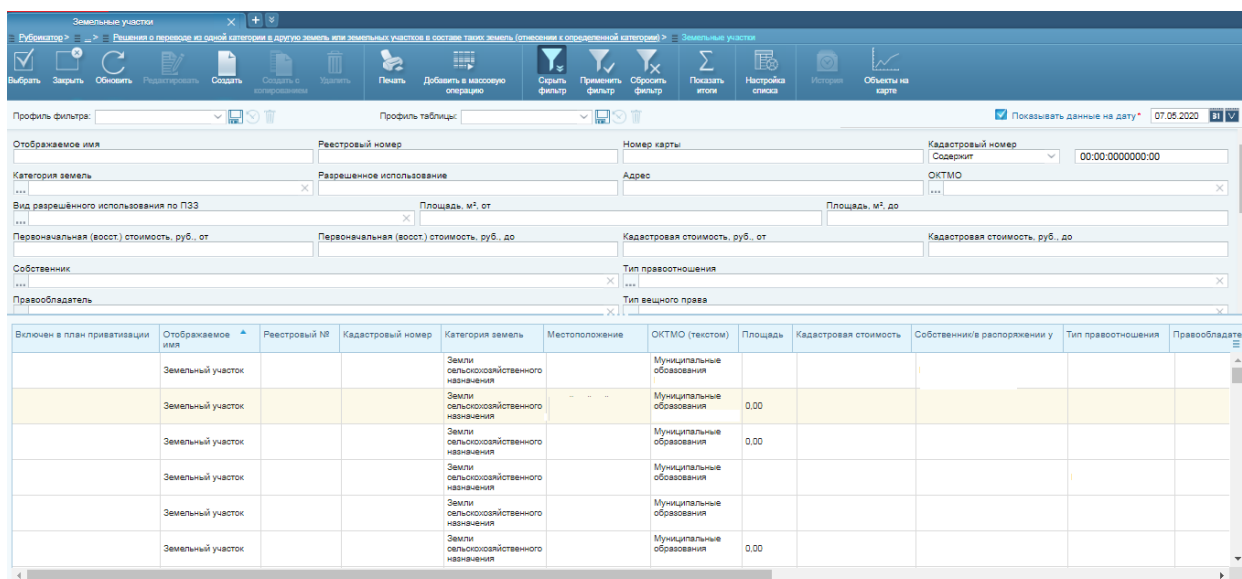 Земельные участки
Рубрикатор> ...> Решения о переводе из одной категории в другую земель или земельных участков в составе таких земель (отнесении к определенной категории)> Земельные участки
Выбрать Закрыть Обновить Редактировать Создать Создать с копированием Удалить Печать Добавить в массовую операцию Скрыть фильтр Применить фильтр Сбросить фильтр Показать итоги Настройка списка История Объекты на карте
Профиль фильтра: Профиль таблицы: Показывать данные на дату* 07.05.2020
Отображаемое имя Реестровый номер Номер карты Кадастровый номер
Содержит 00:00:0000000:00
Категория земель Разрешенное использование Адрес ОКТМО
...
Вид разрешённого использования по ПЗЗ Площадь, м², от Площадь, м², до
Первоначальная (восст.) стоимость, руб., от Первоначальная (восст.) стоимость, руб., до Кадастровая стоимость, руб., от Кадастровая стоимость, руб., до
Собственник Тип правоотношения
Правообладатель Тип вещного права
Включен в план приватизации Отображаемое имя Реестровый № Кадастровый номер Категория земель Местоположение ОКТМО (текстом) Площадь Кадастровая стоимость Собственник/в распоряжении у Тип правоотношения Правообладате
Земельный участок Земли сельскохозяйственного назначения Муниципальные образования
Земельный участок Земли сельскохозяйственного назначения Муниципальные образования 0,00
Земельный участок Земли сельскохозяйственного назначения Муниципальные образования 0,00
Земельный участок Земли сельскохозяйственного назначения Муниципальные образования
Земельный участок Земли сельскохозяйственного назначения Муниципальные образования
Земельный участок Земли сельскохозяйственного назначения Муниципальные образования 0,00